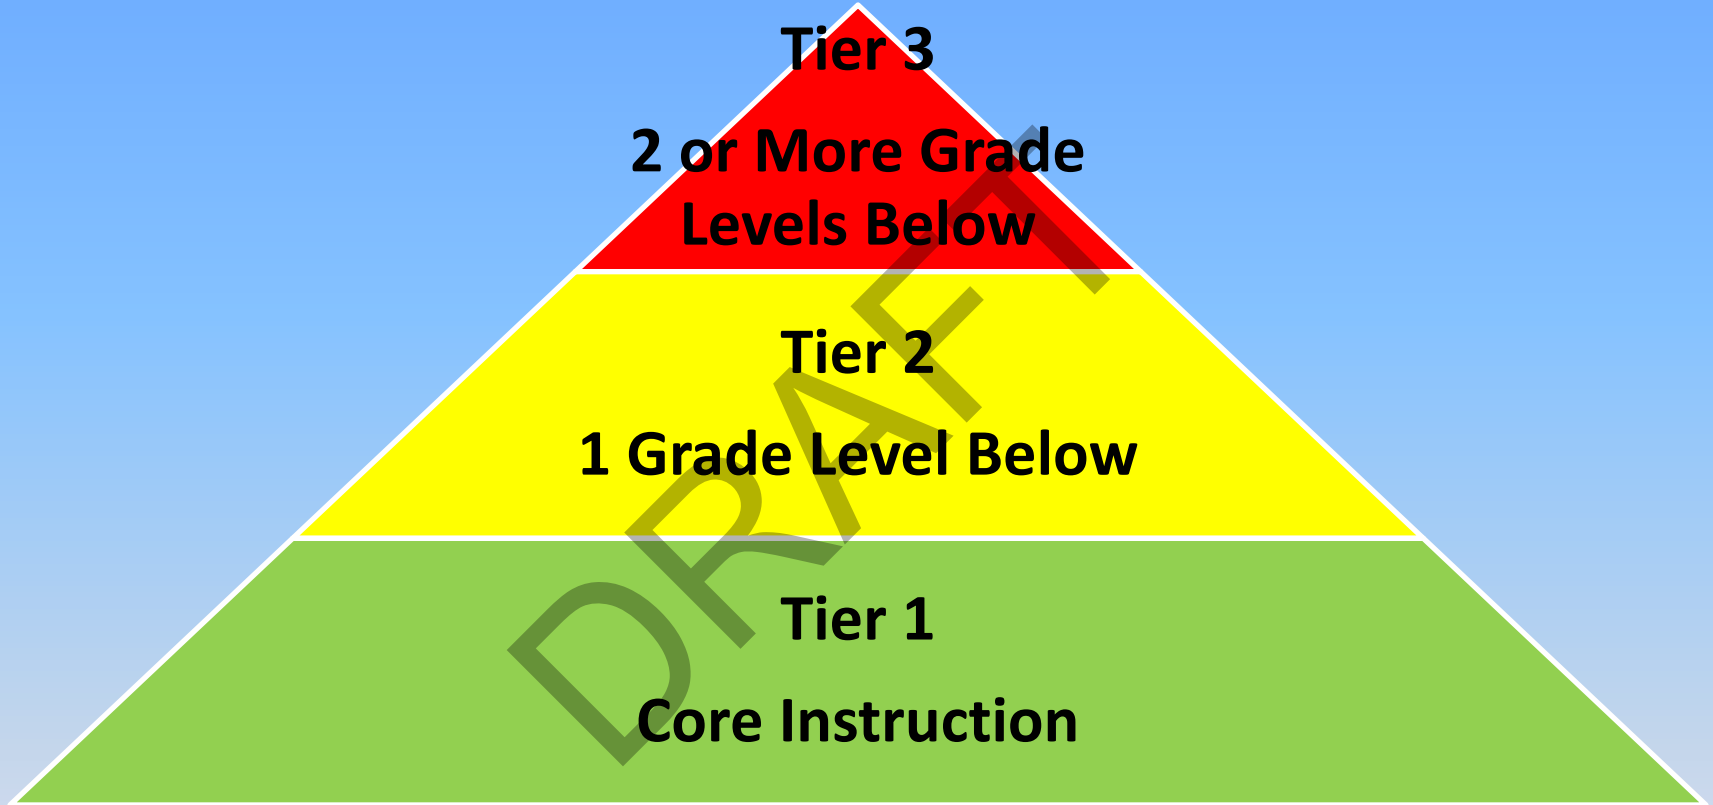 Tier 3
2 or More Grade
Levels Below
Tier 2
1 Grade Level Below
Tier 1
Core Instruction
DRAFT